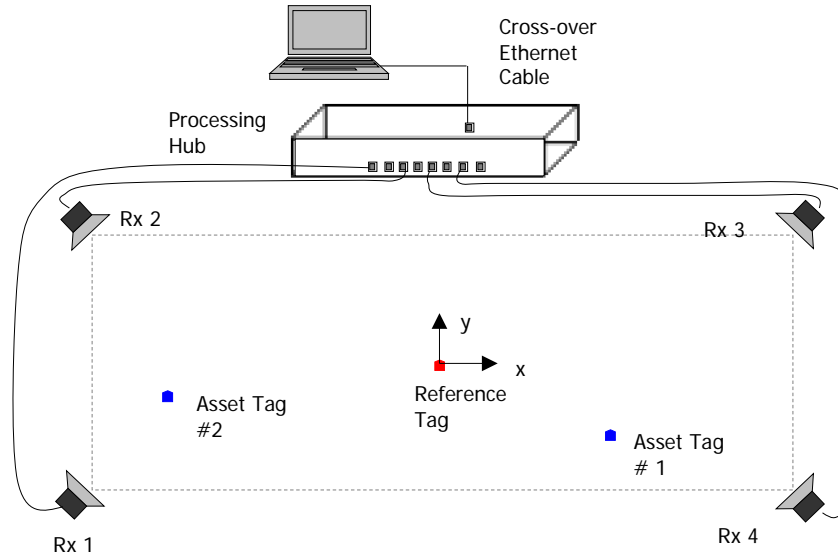 Cross-over
Ethernet
Cable
Processing
Hub
Rx 2
Rx 3
y
x
Reference
Tag
Asset Tag
#2
Asset Tag
# 1
Rx 1
Rx 4